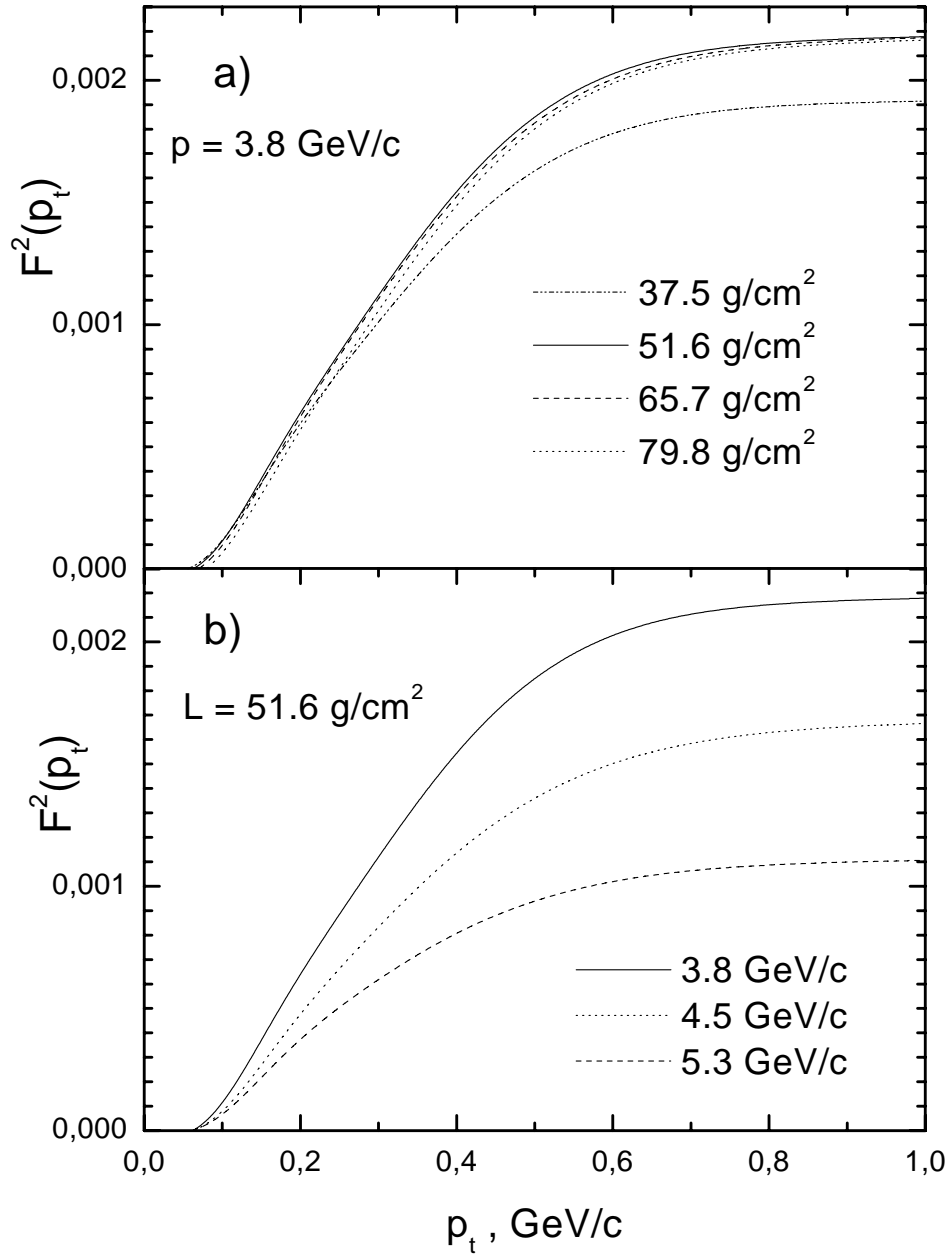 a)
0,002
p = 3.8 GeV/c
F²(pₜ)
37.5 g/cm²
0,001
51.6 g/cm²
65.7 g/cm²
79.8 g/cm²
0,000
b)
0,002
L = 51.6 g/cm²
F²(pₜ)
0,001
3.8 GeV/c
4.5 GeV/c
5.3 GeV/c
0,000
0,0 0,2 0,4 0,6 0,8 1,0
pₜ , GeV/c